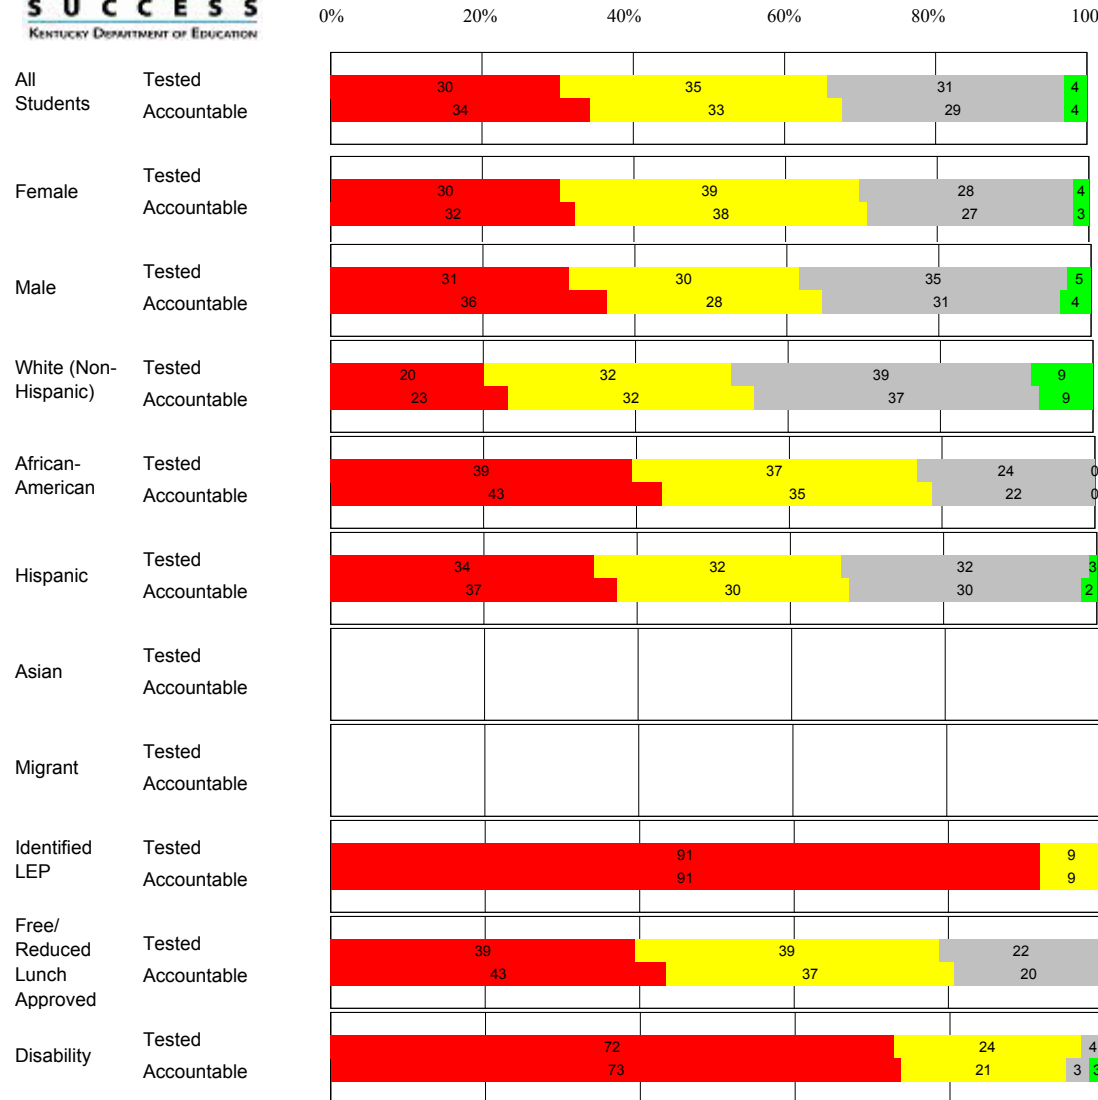 SUCCESS
KENTUCKY DEPARTMENT OF EDUCATION
0% 20% 40% 60% 80% 100
All Students
Tested 30 35 31 4
Accountable 34 33 29 4
Female
Tested 30 39 28 4
Accountable 32 38 27 3
Male
Tested 31 30 35 5
Accountable 36 28 31 4
White (Non-
Hispanic)
Tested 20 32 39 9
Accountable 23 32 37 9
African-
American
Tested 39 37 24 0
Accountable 43 35 22 0
Hispanic
Tested 34 32 32 3
Accountable 37 30 30 2
Asian
Tested
Accountable
Migrant
Tested
Accountable
Identified
LEP
Tested 91 9
Accountable 91 9
Free/
Reduced
Lunch
Approved
Tested 39 39 22
Accountable 43 37 20
Disability
Tested 72 24 4
Accountable 73 21 3 3